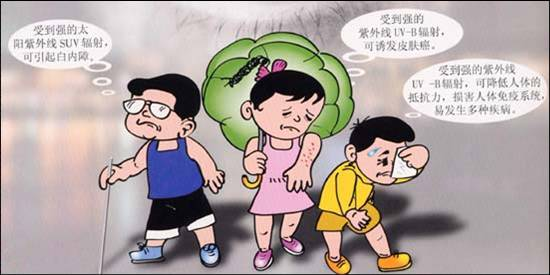 受到强的太
阳紫外线SUV辐射,
可引起白内障。
受到强的
紫外线UV-B辐射,
可诱发皮肤癌。
受到强的紫外线
UV -B辐射,可降低人体的
抵抗力,损害人体免疫系统,
易发生多种疾病。